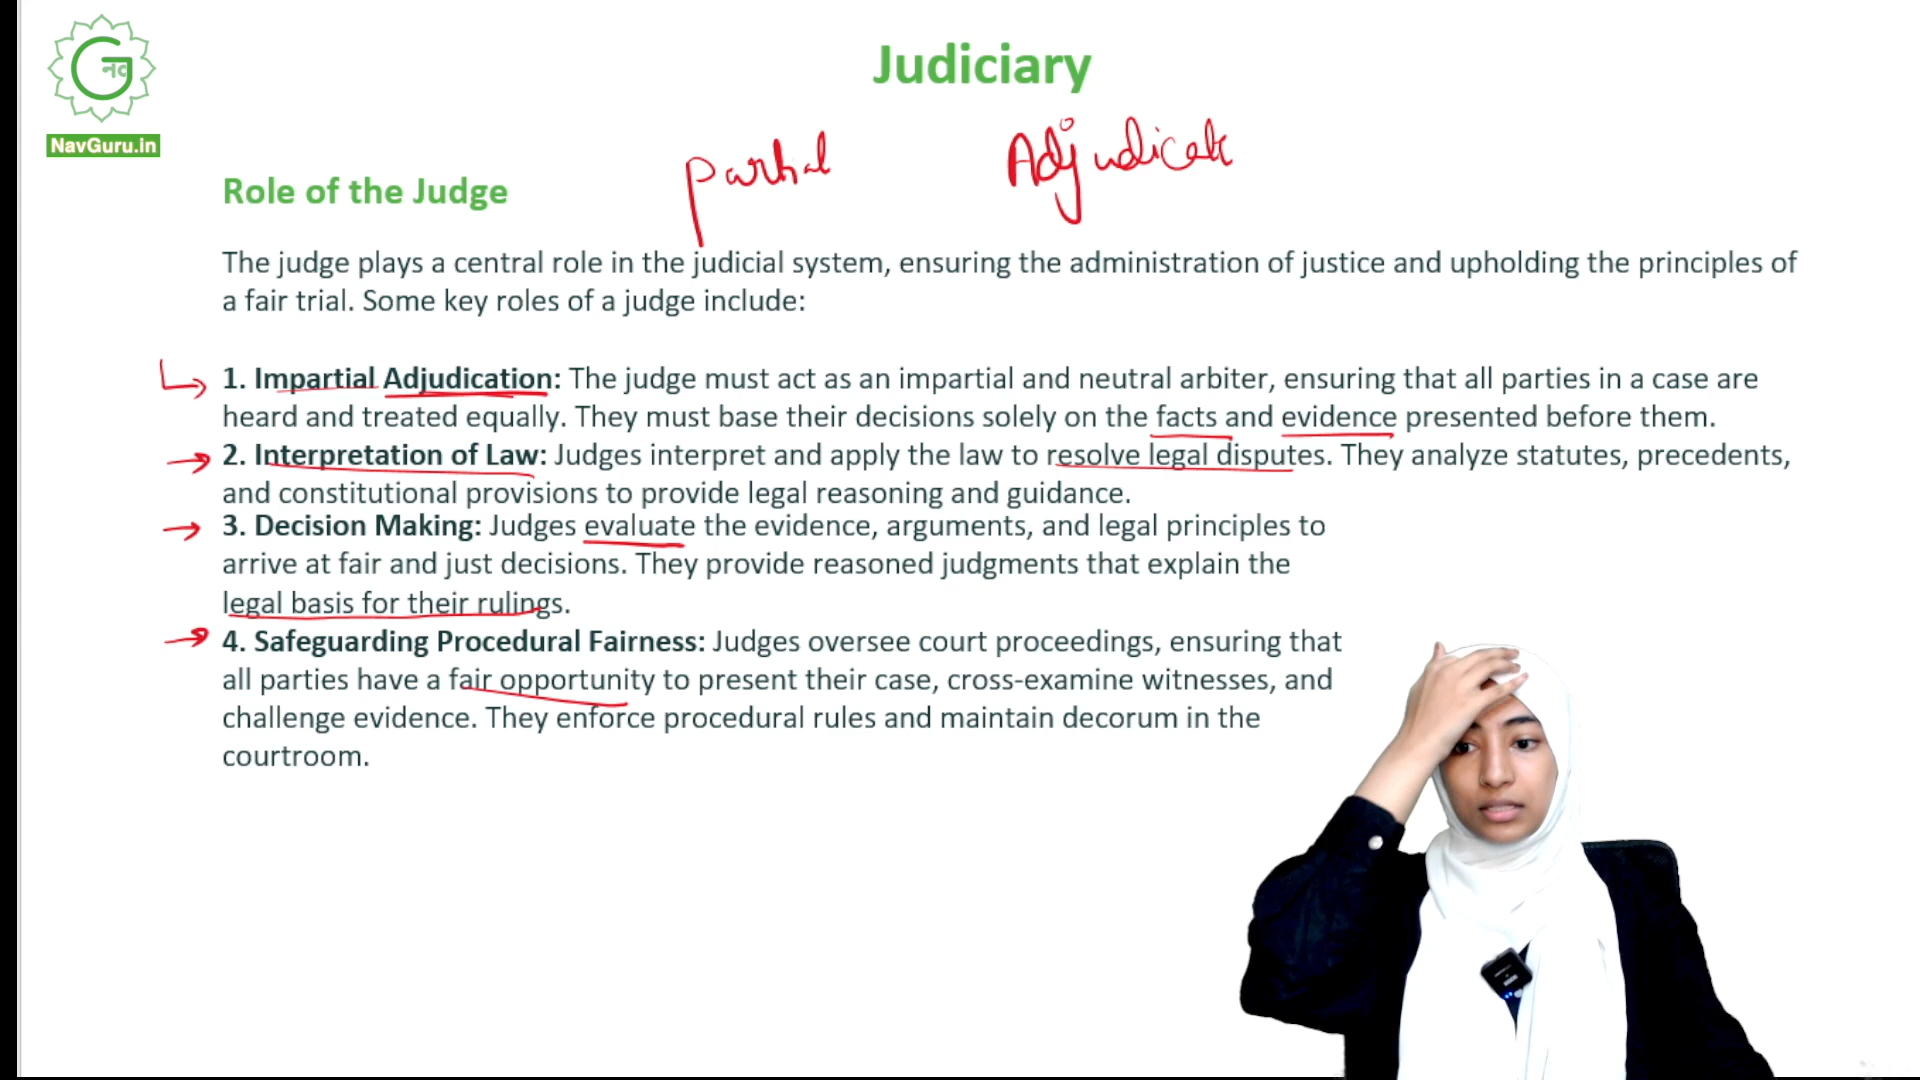 नव
NavGuru.in
Judiciary
partial
Adjudicate
Role of the Judge
The judge plays a central role in the judicial system, ensuring the administration of justice and upholding the principles of
a fair trial. Some key roles of a judge include:
1. Impartial Adjudication: The judge must act as an impartial and neutral arbiter, ensuring that all parties in a case are
heard and treated equally. They must base their decisions solely on the facts and evidence presented before them.
2. Interpretation of Law: Judges interpret and apply the law to resolve legal disputes. They analyze statutes, precedents,
and constitutional provisions to provide legal reasoning and guidance.
3. Decision Making: Judges evaluate the evidence, arguments, and legal principles to
arrive at fair and just decisions. They provide reasoned judgments that explain the
legal basis for their rulings.
4. Safeguarding Procedural Fairness: Judges oversee court proceedings, ensuring that
all parties have a fair opportunity to present their case, cross-examine witnesses, and
challenge evidence. They enforce procedural rules and maintain decorum in the
courtroom.